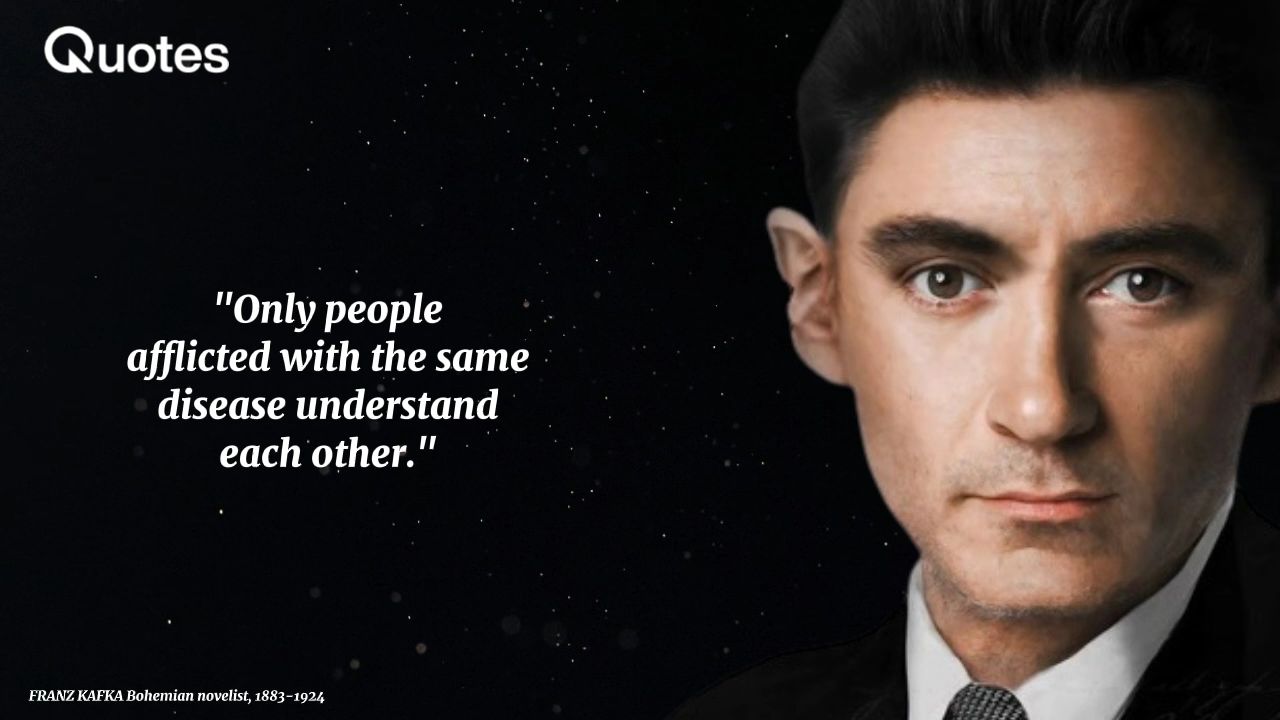 Quotes
"Only people
afflicted with the same
disease understand
each other."
FRANZ KAFKA Bohemian novelist, 1883-1924